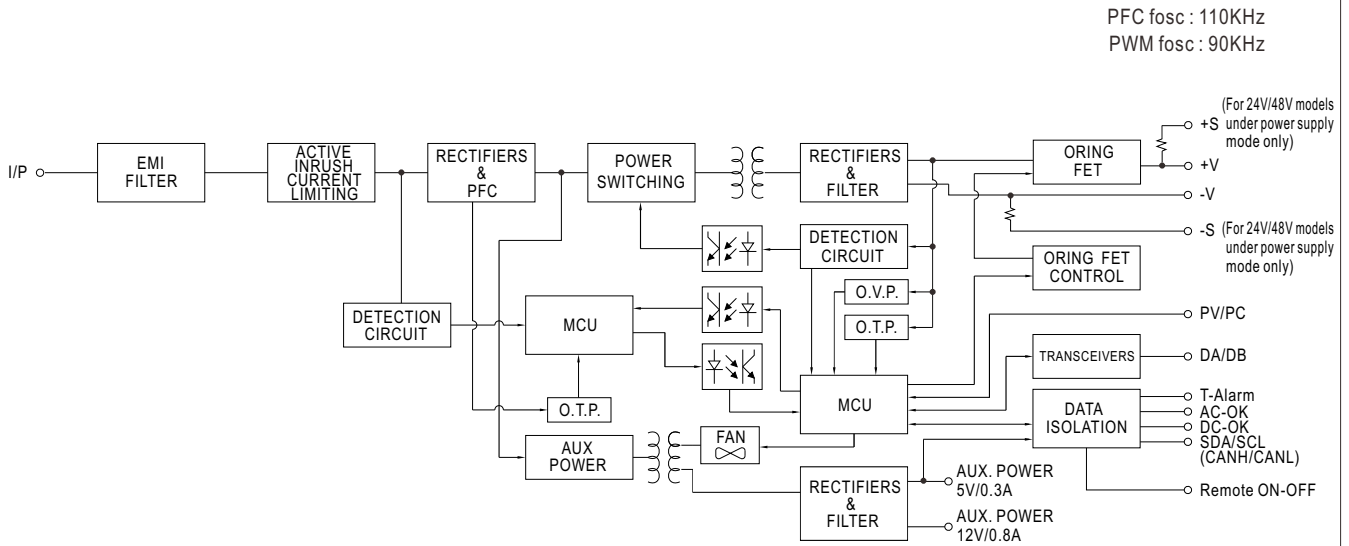 PFC fosc : 110KHz
PWM fosc : 90KHz
I/P
EMI
FILTER
ACTIVE
INRUSH
CURRENT
LIMITING
RECTIFIERS
&
PFC
POWER
SWITCHING
RECTIFIERS
&
FILTER
ORING
FET
+S
(For 24V/48V models
under power supply
mode only)
+V
-V
-S
(For 24V/48V models
under power supply
mode only)
DETECTION
CIRCUIT
ORING FET
CONTROL
O.V.P.
O.T.P.
DETECTION
CIRCUIT
MCU
PV/PC
TRANSCEIVERS
DA/DB
MCU
O.T.P.
DATA
ISOLATION
T-Alarm
AC-OK
DC-OK
SDA/SCL
(CANH/CANL)
Remote ON-OFF
AUX
POWER
FAN
RECTIFIERS
&
FILTER
AUX. POWER
5V/0.3A
AUX. POWER
12V/0.8A